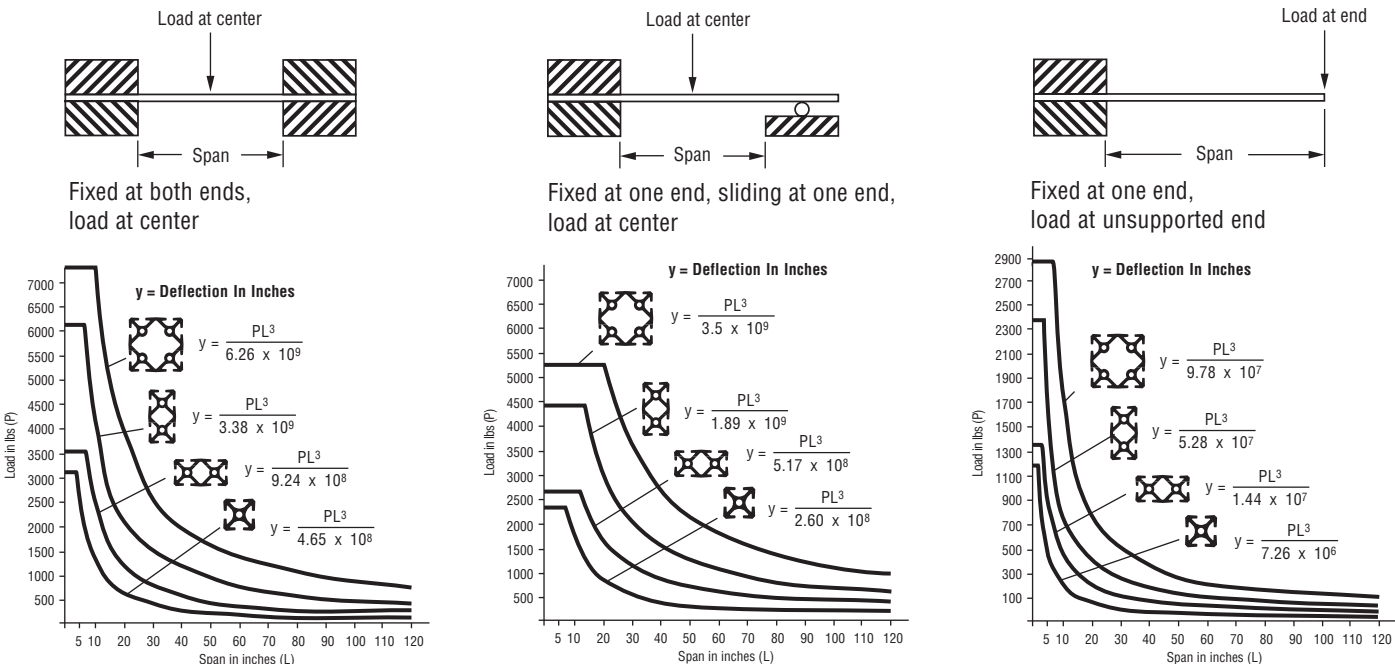 Load at center
Span
Fixed at both ends,
load at center
y = Deflection In Inches
y = PL³ / 6.26 x 10⁹
y = PL³ / 3.38 x 10⁹
y = PL³ / 9.24 x 10⁸
y = PL³ / 4.65 x 10⁸
Load in lbs (P)
7000
6500
6000
5500
5000
4500
4000
3500
3000
2500
2000
1500
1000
500
5 10 20 30 40 50 60 70 80 90 100 110 120
Span in inches (L)
Load at center
Span
Fixed at one end, sliding at one end,
load at center
y = Deflection In Inches
y = PL³ / 3.5 x 10⁹
y = PL³ / 1.89 x 10⁹
y = PL³ / 5.17 x 10⁸
y = PL³ / 2.60 x 10⁸
Load in lbs (P)
7000
6500
6000
5500
5000
4500
4000
3500
3000
2500
2000
1500
1000
500
5 10 20 30 40 50 60 70 80 90 100 110 120
Span in inches (L)
Load at end
Span
Fixed at one end,
load at unsupported end
y = Deflection In Inches
y = PL³ / 9.78 x 10⁷
y = PL³ / 5.28 x 10⁷
y = PL³ / 1.44 x 10⁷
y = PL³ / 7.26 x 10⁶
Load in lbs (P)
2900
2700
2500
2300
2100
1900
1700
1500
1300
1100
900
700
500
300
100
5 10 20 30 40 50 60 70 80 90 100 110 120
Span in inches (L)